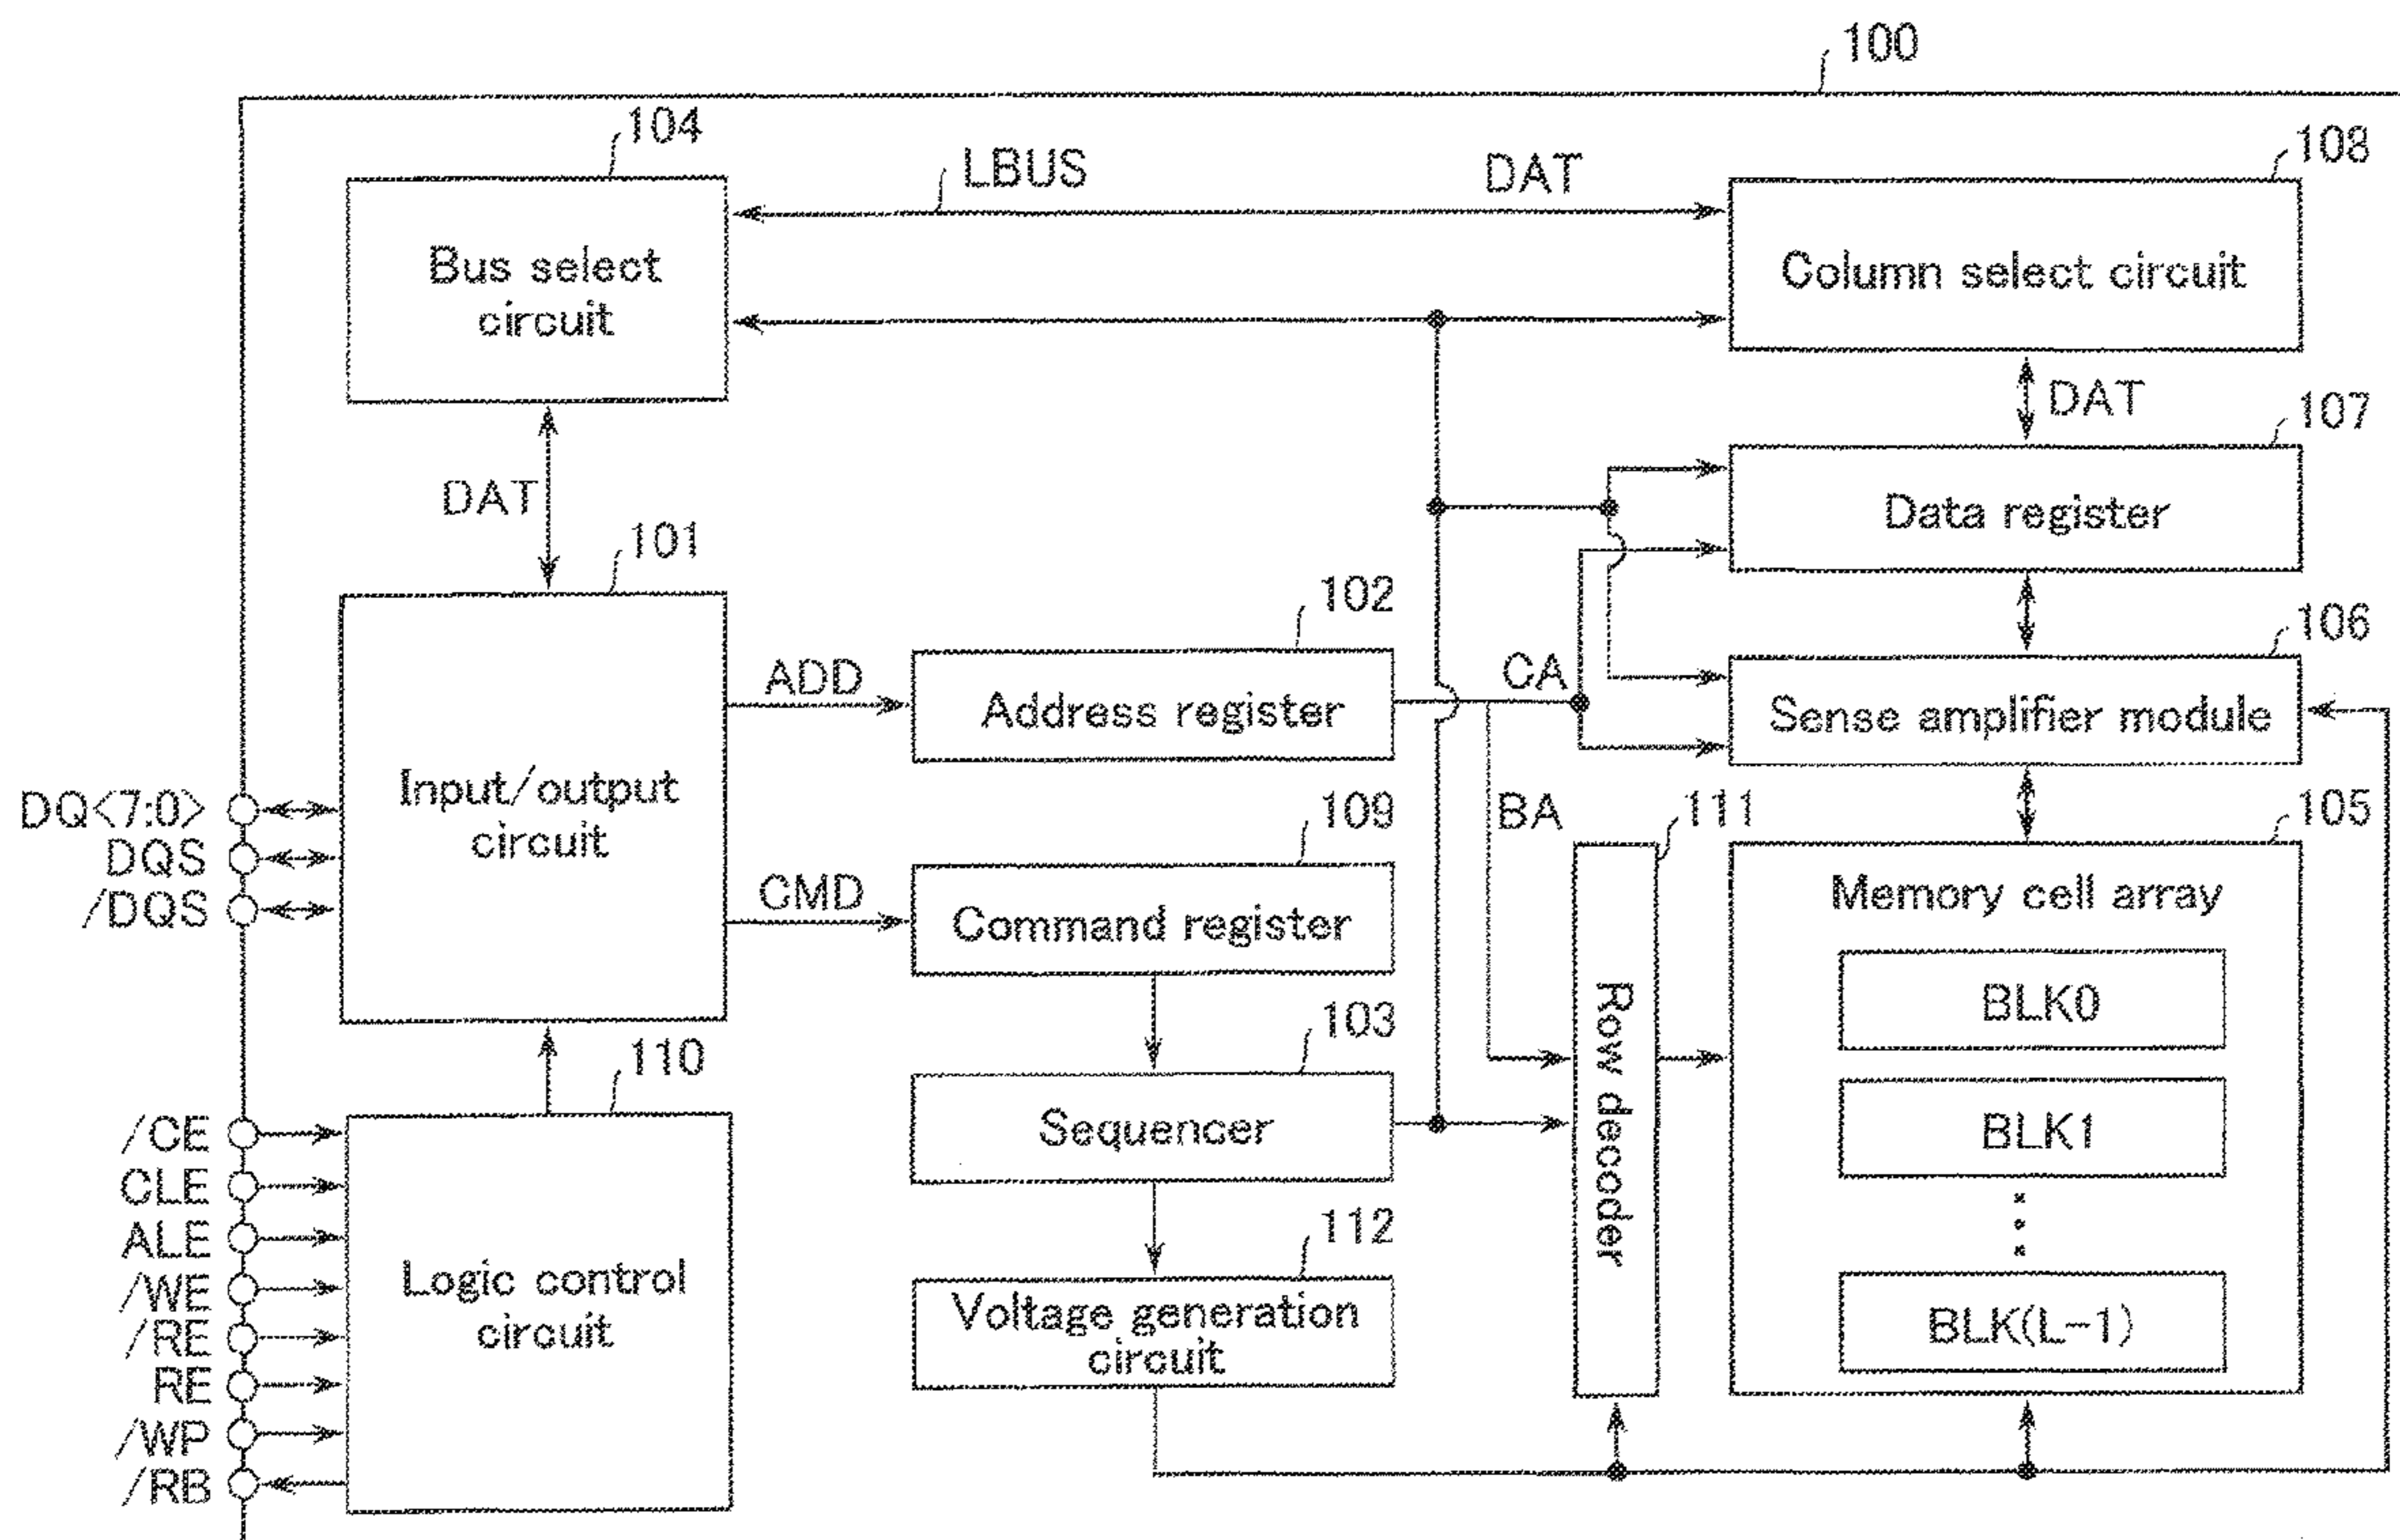 100
104
LBUS
DAT
108
Bus select
circuit
Column select circuit
DAT
107
DAT
101
Data register
102
106
ADD
Address register
CA
Sense amplifier module
Input/output
circuit
DQ<7:0>
DQS
/DQS
109
BA
111
105
CMD
Command register
Memory cell array
BLK0
Row decoder
103
110
/CE
CLE
ALE
/WE
/RE
RE
/WP
/RB
Sequencer
BLK1
112
Logic control
circuit
Voltage generation
circuit
BLK(L-1)